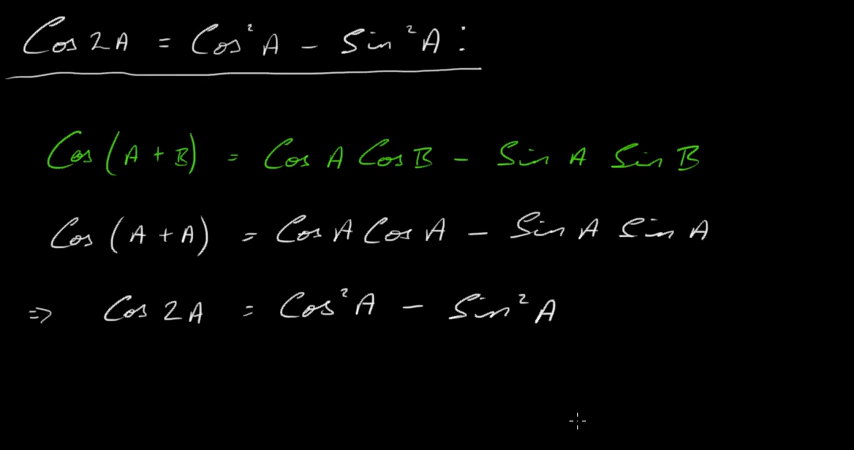 Cos 2A = Cos²A - Sin²A :
Cos (A + B) = Cos A Cos B - Sin A Sin B
Cos (A + A) = Cos A Cos A - Sin A Sin A
⇒ Cos 2A = Cos²A - Sin²A